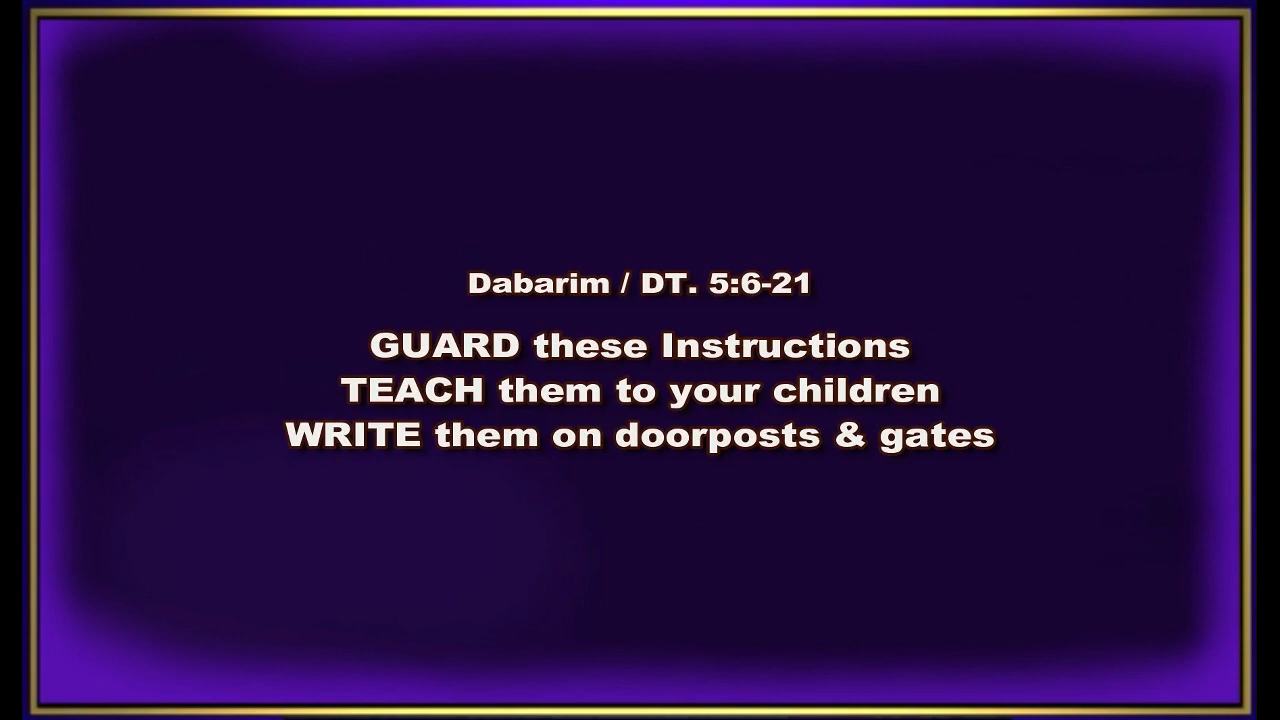 Dabarim / DT. 5:6-21
GUARD these Instructions
TEACH them to your children
WRITE them on doorposts & gates